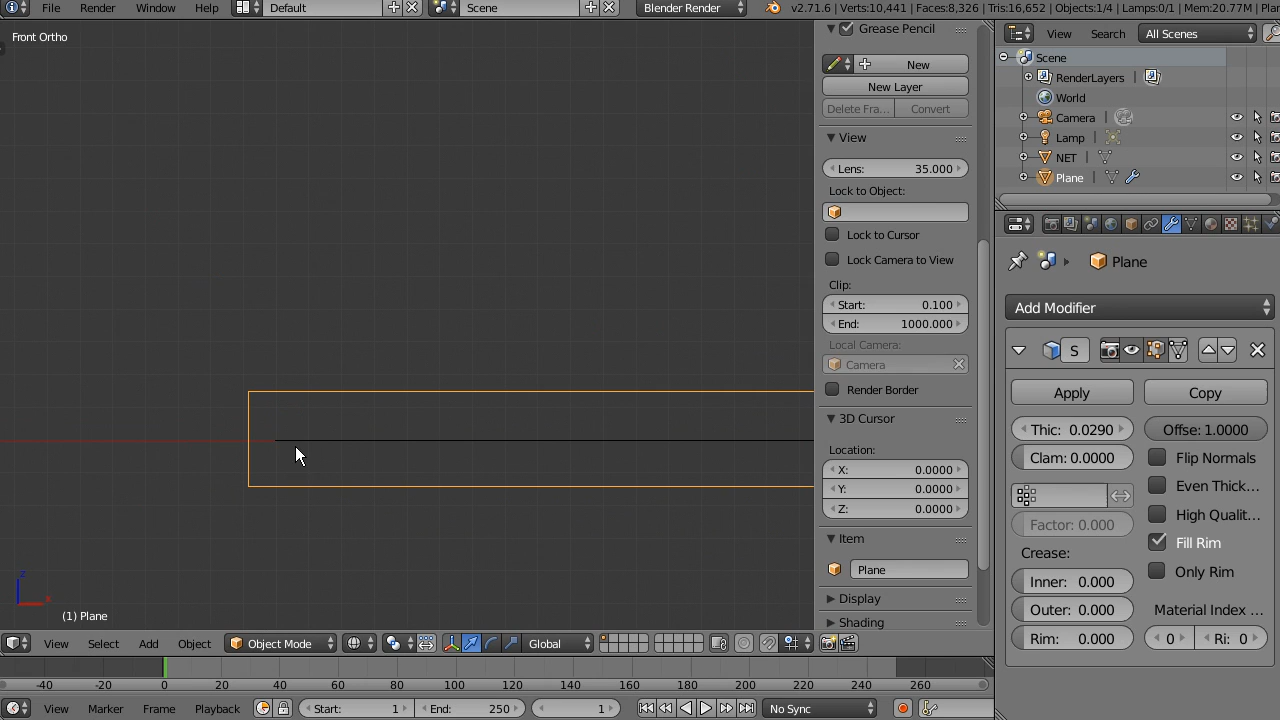 File Render Window Help Default Scene Blender Render v2.71.6 | Verts:10,441 | Faces:8,326 | Tris:16,652 | Objects:1/4 | Lamps:0/1 | Mem:20.77M |
Front Ortho
Grease Pencil
New
New Layer
Delete Fra... Convert
View
Lens: 35.000
Lock to Object:
Lock to Cursor
Lock Camera to View
Clip:
Start: 0.100
End: 1000.000
Local Camera:
Camera
Render Border
3D Cursor
Location:
X: 0.0000
Y: 0.0000
Z: 0.0000
Item
Plane
Display
Shading
View Search All Scenes
Scene
RenderLayers
World
Camera
Lamp
NET
Plane
Plane
Add Modifier
S
Apply Copy
Thic: 0.0290 Offse: 1.0000
Clam: 0.0000 Flip Normals
Even Thick...
High Qualit...
Factor: 0.000
Fill Rim
Crease:
Only Rim
Inner: 0.000
Outer: 0.000 Material Index ...
Rim: 0.000 0 Ri: 0
z
x
(1) Plane
View Select Add Object Object Mode Global
-40 -20 0 20 40 60 80 100 120 140 160 180 200 220 240 260
View Marker Frame Playback Start: 1 End: 250 1 No Sync